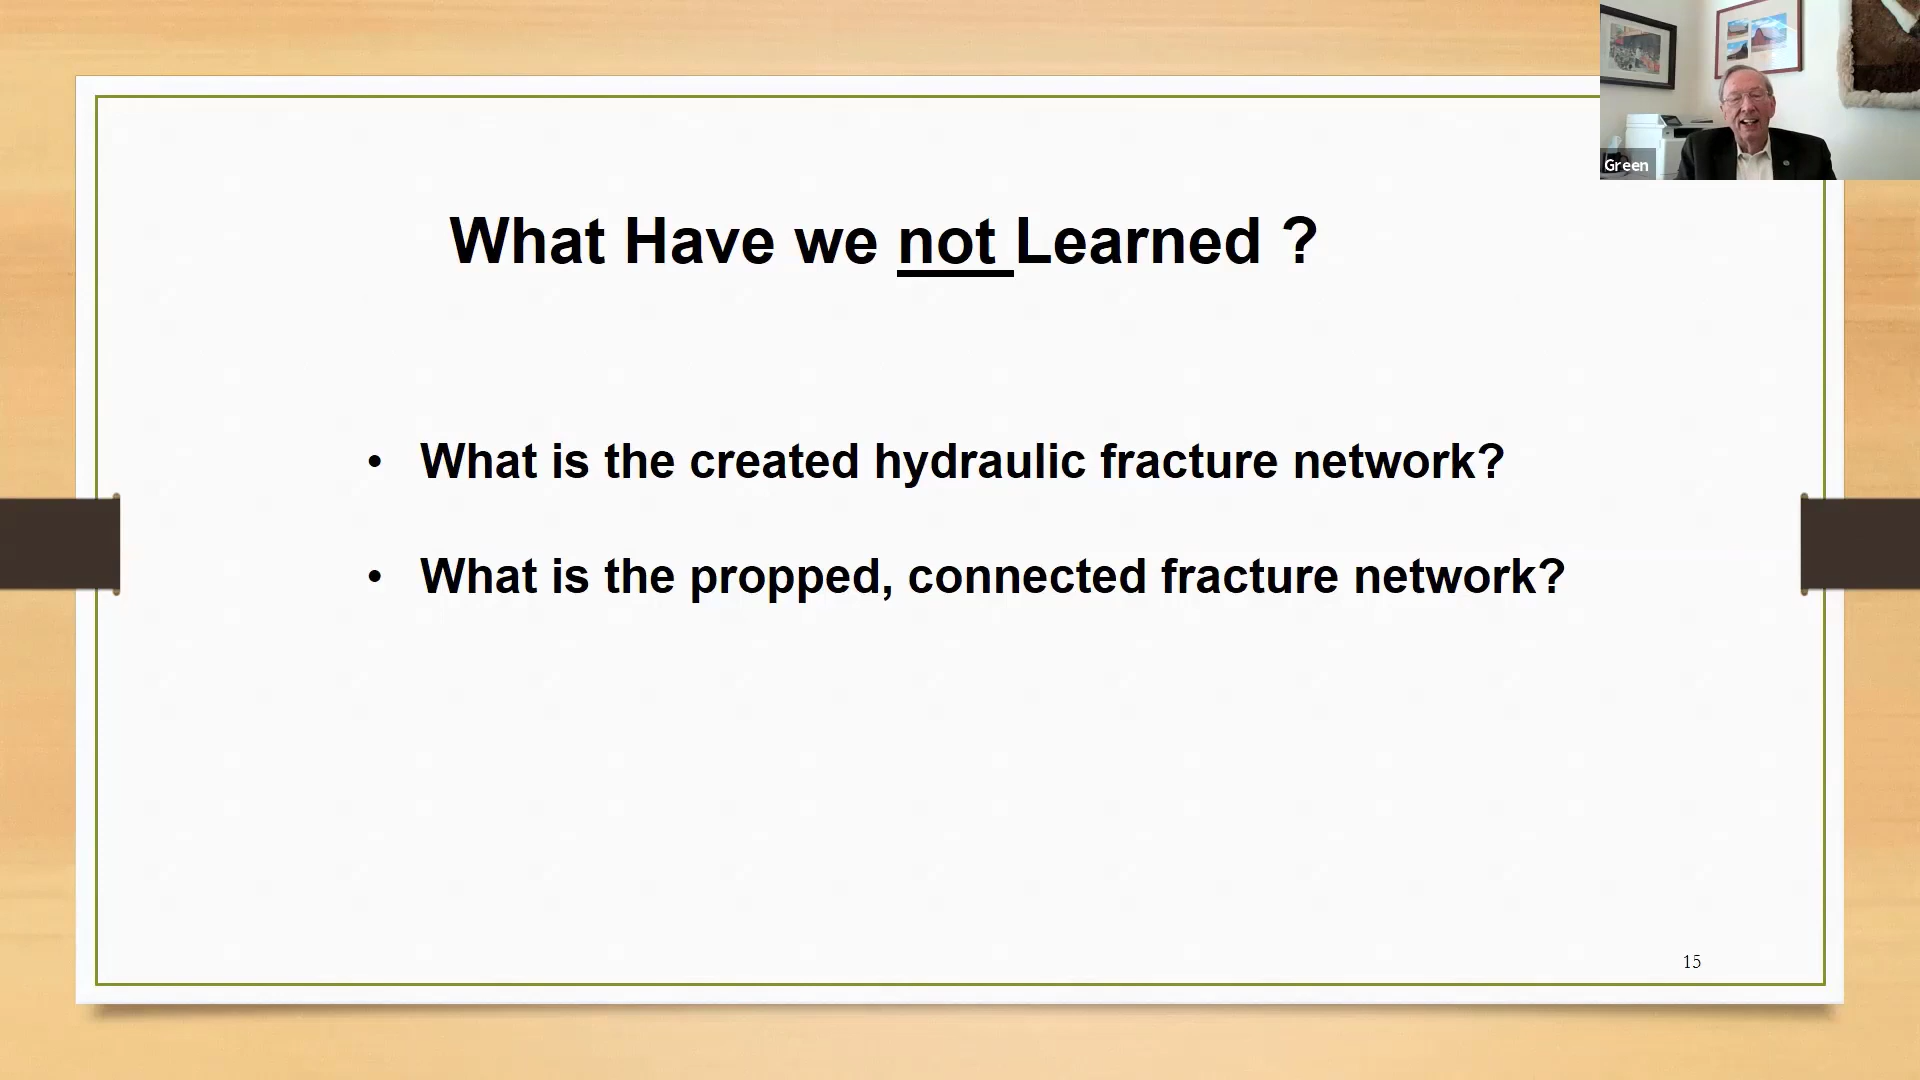 Green
What Have we not Learned ?
• What is the created hydraulic fracture network?
• What is the propped, connected fracture network?
15